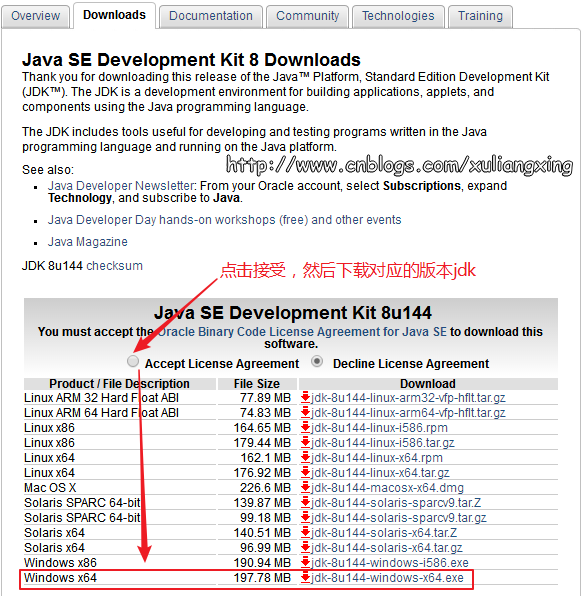 Overview Downloads Documentation Community Technologies Training
Java SE Development Kit 8 Downloads
Thank you for downloading this release of the Java™ Platform, Standard Edition Development Kit
(JDK™). The JDK is a development environment for building applications, applets, and
components using the Java programming language.
The JDK includes tools useful for developing and testing programs written in the Java
programming language and running on the Java platform.
http://www.cnblogs.com/xuliangxing
See also:
Java Developer Newsletter: From your Oracle account, select Subscriptions, expand
Technology, and subscribe to Java.
Java Developer Day hands-on workshops (free) and other events
Java Magazine
JDK 8u144 checksum
点击接受，然后下载对应的版本jdk
Java SE Development Kit 8u144
You must accept the Oracle Binary Code License Agreement for Java SE to download this
software.
Accept License Agreement Decline License Agreement
Product / File Description File Size Download
Linux ARM 32 Hard Float ABI 77.89 MB jdk-8u144-linux-arm32-vfp-hflt.tar.gz
Linux ARM 64 Hard Float ABI 74.83 MB jdk-8u144-linux-arm64-vfp-hflt.tar.gz
Linux x86 164.65 MB jdk-8u144-linux-i586.rpm
Linux x86 179.44 MB jdk-8u144-linux-i586.tar.gz
Linux x64 162.1 MB jdk-8u144-linux-x64.rpm
Linux x64 176.92 MB jdk-8u144-linux-x64.tar.gz
Mac OS X 226.6 MB jdk-8u144-macosx-x64.dmg
Solaris SPARC 64-bit 139.87 MB jdk-8u144-solaris-sparcv9.tar.Z
Solaris SPARC 64-bit 99.18 MB jdk-8u144-solaris-sparcv9.tar.gz
Solaris x64 140.51 MB jdk-8u144-solaris-x64.tar.Z
Solaris x64 96.99 MB jdk-8u144-solaris-x64.tar.gz
Windows x86 190.94 MB jdk-8u144-windows-i586.exe
Windows x64 197.78 MB jdk-8u144-windows-x64.exe